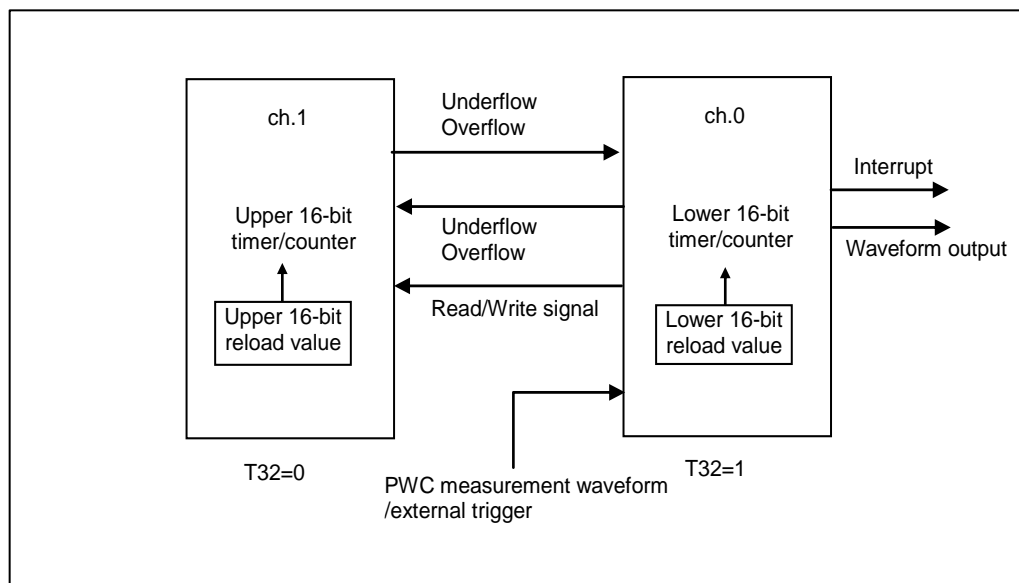 ch.1
Upper 16-bit
timer/counter
Upper 16-bit
reload value
T32=0
Underflow
Overflow
Underflow
Overflow
Read/Write signal
PWC measurement waveform
/external trigger
ch.0
Lower 16-bit
timer/counter
Lower 16-bit
reload value
T32=1
Interrupt
Waveform output